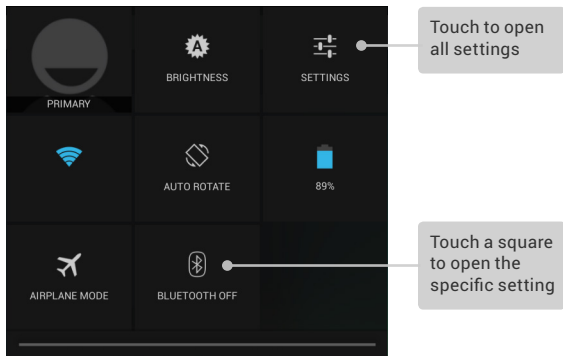 PRIMARY
BRIGHTNESS
SETTINGS
Touch to open
all settings
AUTO ROTATE
89%
AIRPLANE MODE
BLUETOOTH OFF
Touch a square
to open the
specific setting